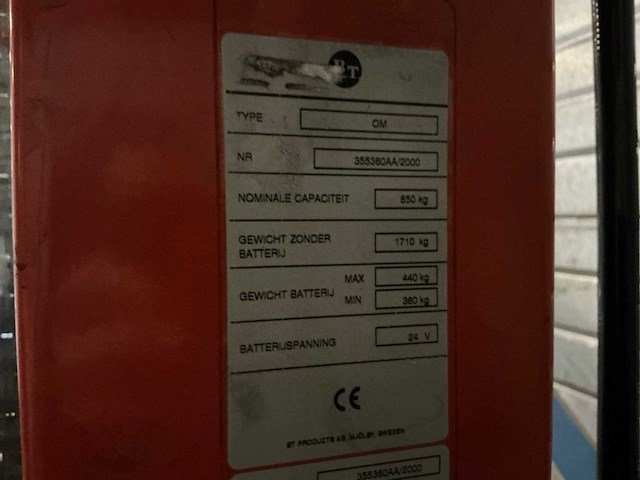 BT
TYPE OM
NR 355360AA/2000
NOMINALE CAPACITEIT 850 kg
GEWICHT ZONDER
BATTERIJ 1710 kg
GEWICHT BATTERIJ MAX 440 kg
MIN 360 kg
BATTERIJSPANNING 24 V
CE
BT PRODUCTS AB, MJÖLBY, SWEDEN
355360AA/2000